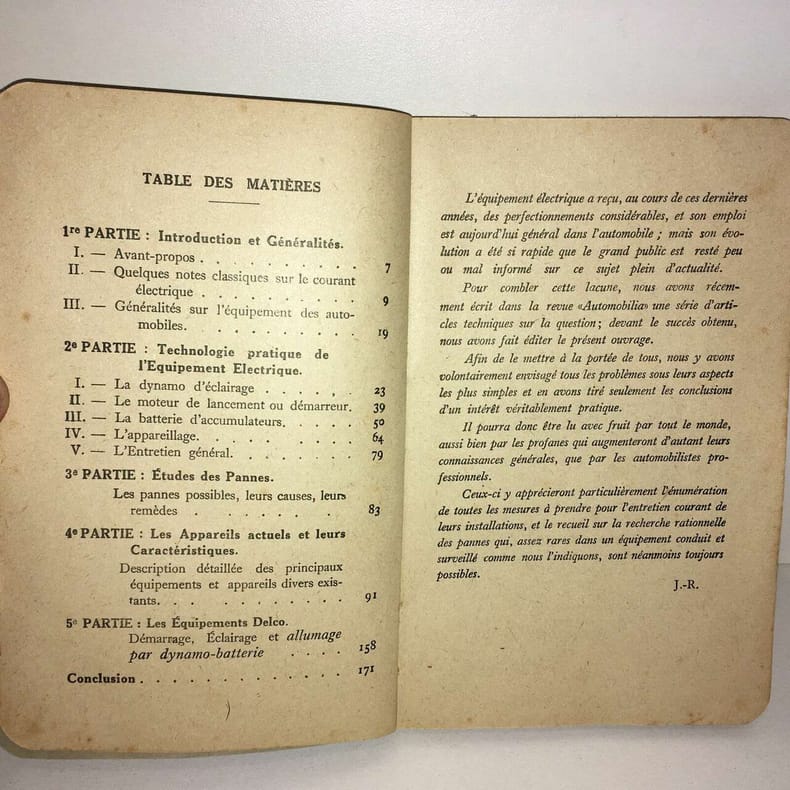 TABLE DES MATIÈRES
1re PARTIE : Introduction et Généralités.
I. — Avant-propos . . . . . . . . . 7
II. — Quelques notes classiques sur le courant
électrique . . . . . . . . . 9
III. — Généralités sur l'équipement des auto-
mobiles. . . . . . . . . 19
2e PARTIE : Technologie pratique de
l'Equipement Electrique.
I. — La dynamo d'éclairage . . . . , 23
II. — Le moteur de lancement ou démarreur. 39
III. — La batterie d'accumulateurs. . . . . 50
IV. — L'appareillage. . . . . . . . . 64
V. — L'Entretien général. . . . . . . 79
3e PARTIE : Études des Pannes.
Les pannes possibles, leurs causes, leurs
remèdes . . . . . . . 83
4e PARTIE : Les Appareils actuels et leurs
Caractéristiques.
Description détaillée des principaux
équipements et appareils divers exis-
tants. . . . . . . . . . 91
5e PARTIE : Les Équipements Delco.
Démarrage, Éclairage et allumage
par dynamo-batterie . . . . 158
Conclusion . . . . . . . . . . . . . 171
L'équipement électrique a reçu, au cours de ces dernières
années, des perfectionnements considérables, et son emploi
est aujourd'hui général dans l'automobile ; mais son évo-
lution a été si rapide que le grand public est resté peu
ou mal informé sur ce sujet plein d'actualité.
Pour combler cette lacune, nous avons récem-
ment écrit dans la revue «Automobilia» une série d'arti-
cles techniques sur la question ; devant le succès obtenu,
nous avons fait éditer le présent ouvrage.
Afin de le mettre à la portée de tous, nous y avons
volontairement envisagé tous les problèmes sous leurs aspects
les plus simples et en avons tiré seulement les conclusions
d'un intérêt véritablement pratique.
Il pourra donc être lu avec fruit par tout le monde,
aussi bien par les profanes qui augmenteront d'autant leurs
connaissances générales, que par les automobilistes pro-
fessionnels.
Ceux-ci y apprécieront particulièrement l'énumération
de toutes les mesures à prendre pour l'entretien courant de
leurs installations, et le recueil sur la recherche rationnelle
des pannes qui, assez rares dans un équipement conduit et
surveillé comme nous l'indiquons, sont néanmoins toujours
possibles.
J.-R.